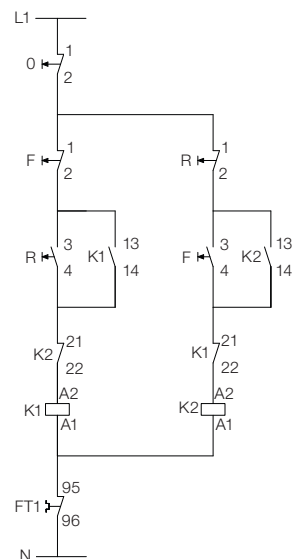 L1
1
0
2
1 1
F R
2 2
3 13 3 13
R K1 F K2
4 14 4 14
21 21
K2 K1
22 22
A2 A2
K1 K2
A1 A1
95
FT1
96
N